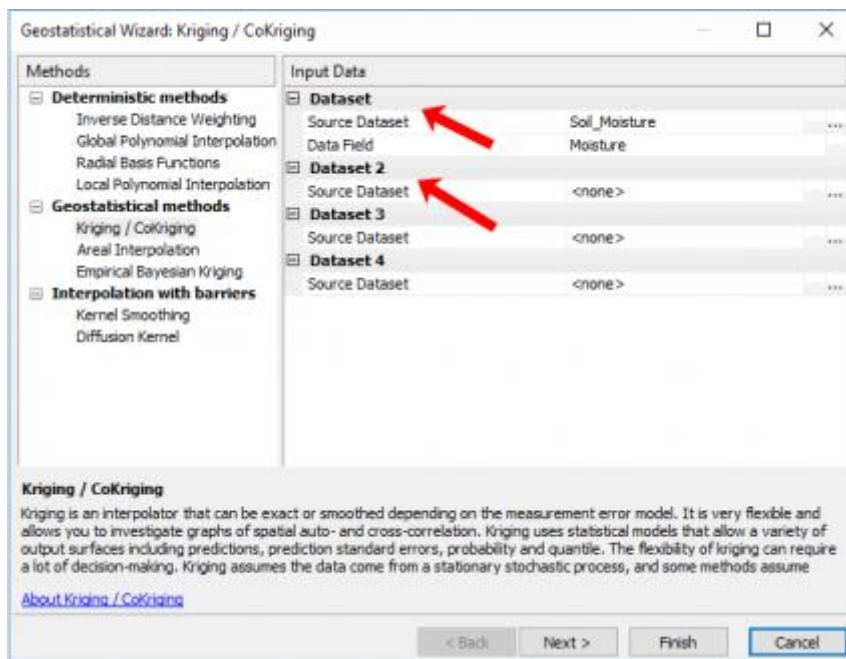 Geostatistical Wizard: Kriging / CoKriging
Methods
Deterministic methods
Inverse Distance Weighting
Global Polynomial Interpolation
Radial Basis Functions
Local Polynomial Interpolation
Geostatistical methods
Kriging / CoKriging
Areal Interpolation
Empirical Bayesian Kriging
Interpolation with barriers
Kernel Smoothing
Diffusion Kernel
Input Data
Dataset
Source Dataset Soil_Moisture ...
Data Field Moisture
Dataset 2
Source Dataset <none> ...
Dataset 3
Source Dataset <none> ...
Dataset 4
Source Dataset <none> ...
Kriging / CoKriging
Kriging is an interpolator that can be exact or smoothed depending on the measurement error model. It is very flexible and
allows you to investigate graphs of spatial auto- and cross-correlation. Kriging uses statistical models that allow a variety of
output surfaces including predictions, prediction standard errors, probability and quantile. The flexibility of kriging can require
a lot of decision-making. Kriging assumes the data come from a stationary stochastic process, and some methods assume
About Kriging / CoKriging
< Back Next > Finish Cancel